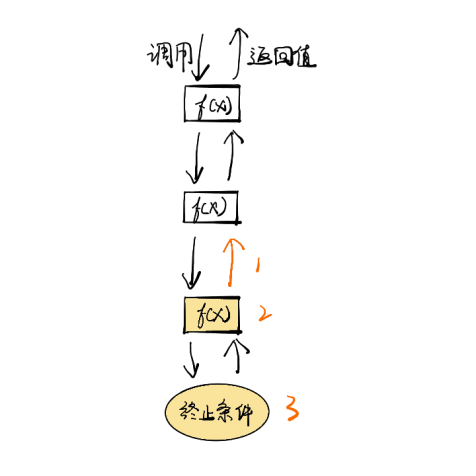 调用 返回值
f(x)
f(x)
1
f(x) 2
终止条件 3